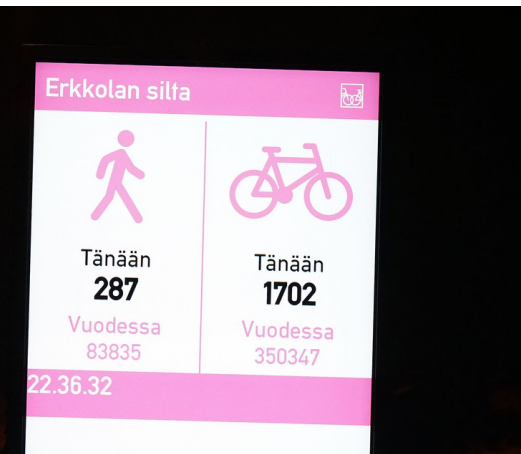 Erkkolan silta
Tänään
287
Vuodessa
83835
Tänään
1702
Vuodessa
350347
22.36.32